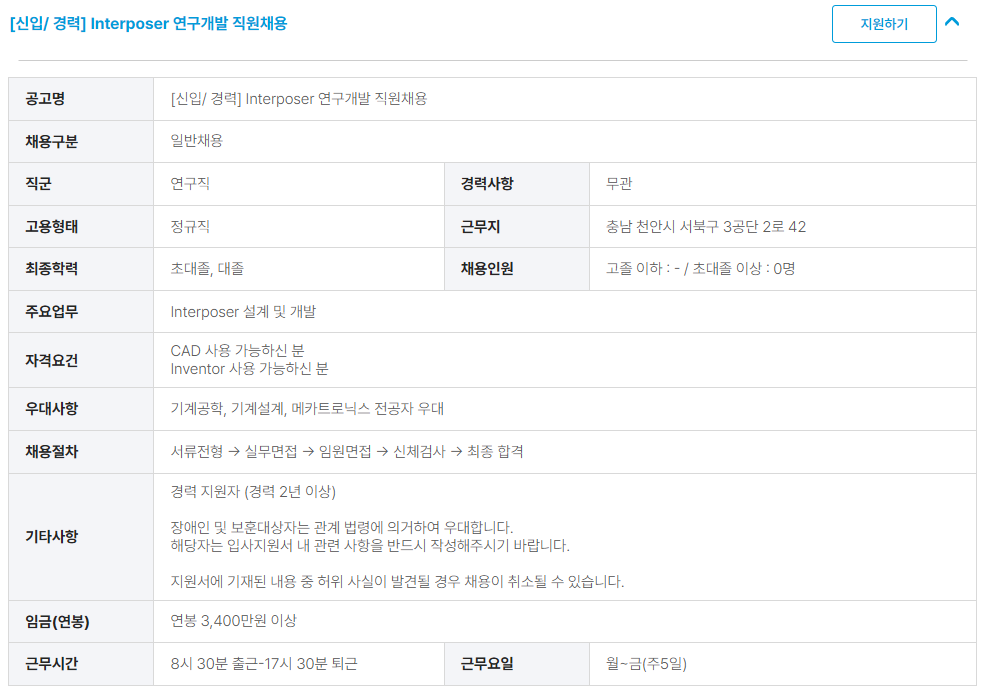 [신입/ 경력] Interposer 연구개발 직원채용
지원하기
공고명 [신입/ 경력] Interposer 연구개발 직원채용
채용구분 일반채용
직군 연구직 경력사항 무관
고용형태 정규직 근무지 충남 천안시 서북구 3공단 2로 42
최종학력 초대졸, 대졸 채용인원 고졸 이하 : - / 초대졸 이상 : 0명
주요업무 Interposer 설계 및 개발
자격요건 CAD 사용 가능하신 분
Inventor 사용 가능하신 분
우대사항 기계공학, 기계설계, 메카트로닉스 전공자 우대
채용절차 서류전형 → 실무면접 → 임원면접 → 신체검사 → 최종 합격
기타사항 경력 지원자 (경력 2년 이상)
장애인 및 보훈대상자는 관계 법령에 의거하여 우대합니다.
해당자는 입사지원서 내 관련 사항을 반드시 작성해주시기 바랍니다.
지원서에 기재된 내용 중 허위 사실이 발견될 경우 채용이 취소될 수 있습니다.
임금(연봉) 연봉 3,400만원 이상
근무시간 8시 30분 출근-17시 30분 퇴근 근무요일 월~금(주5일)